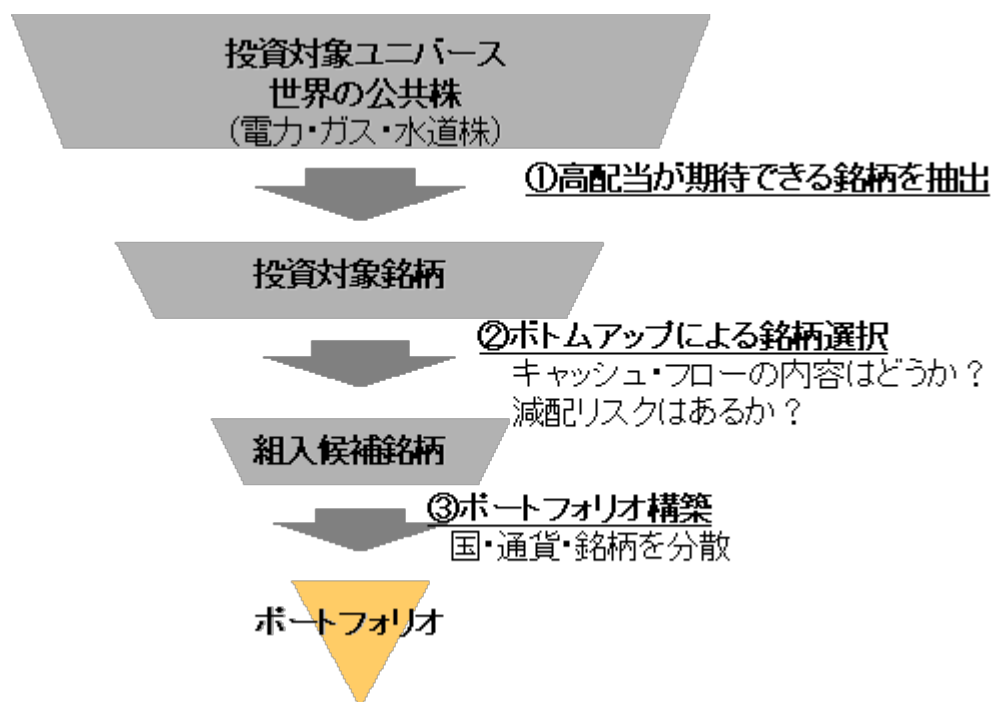 投資対象ユニバース
世界の公共株
（電力・ガス・水道株）
①高配当が期待できる銘柄を抽出
投資対象銘柄
②ボトムアップによる銘柄選択
キャッシュ・フローの内容はどうか？
減配リスクはあるか？
組入候補銘柄
③ポートフォリオ構築
国・通貨・銘柄を分散
ポートフォリオ